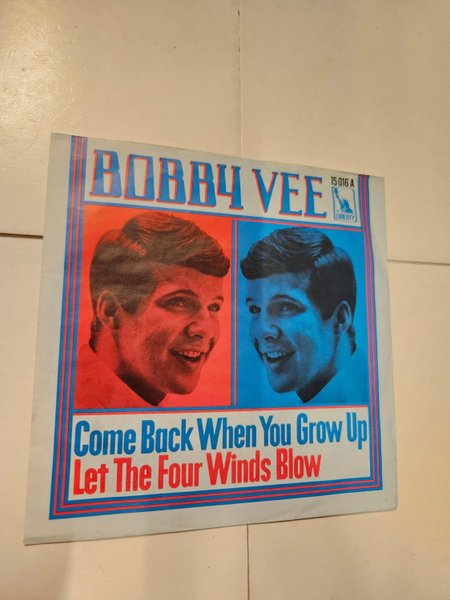 BOBBY VEE
15 016 A
LIBERTY
Come Back When You Grow Up
Let The Four Winds Blow